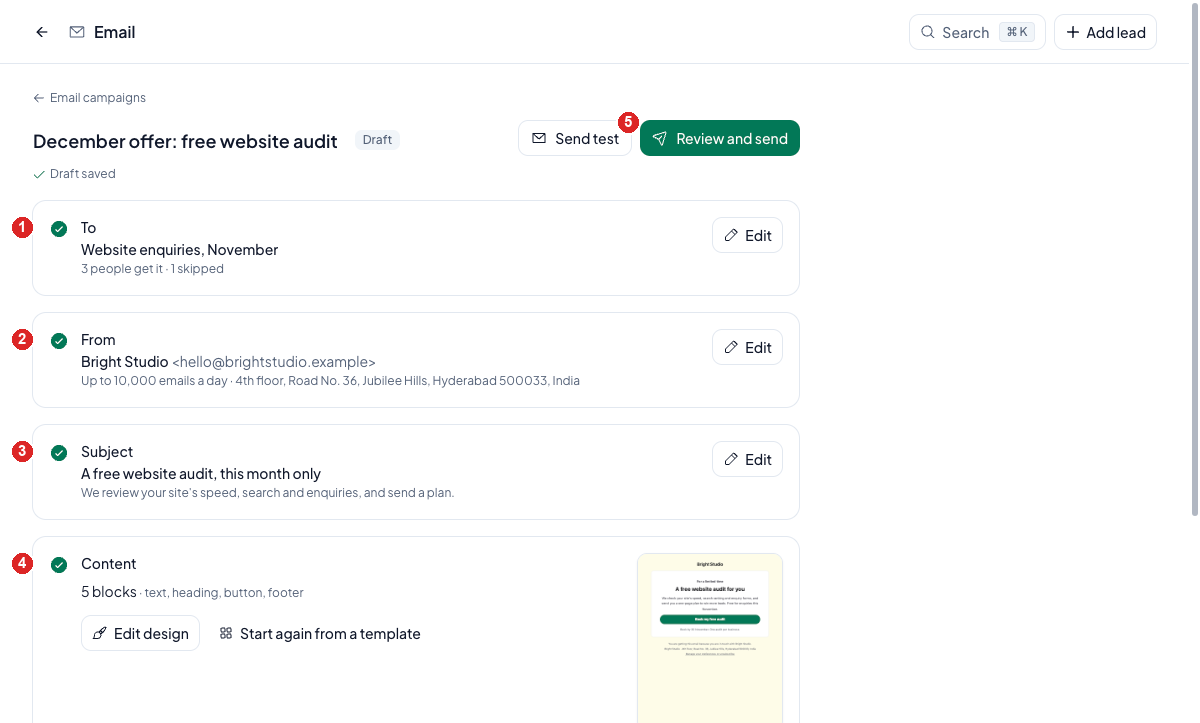 Email
Search ⌘ K
Add lead
Email campaigns
December offer: free website audit
Draft
Send test
5
Review and send
Draft saved
1
To
Website enquiries, November
3 people get it · 1 skipped
Edit
2
From
Bright Studio <hello@brightstudio.example>
Up to 10,000 emails a day · 4th floor, Road No. 36, Jubilee Hills, Hyderabad 500033, India
Edit
3
Subject
A free website audit, this month only
We review your site's speed, search and enquiries, and send a plan.
Edit
4
Content
5 blocks · text, heading, button, footer
Edit design
Start again from a template
Bright Studio
A free website audit for you
Book my free audit